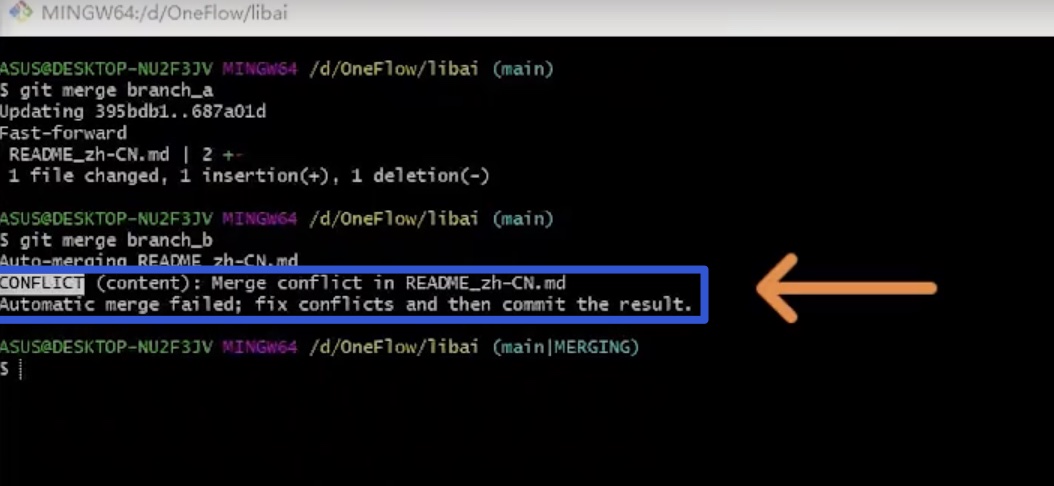 MINGW64:/d/OneFlow/libai
ASUS@DESKTOP-NU2F3JV MINGW64 /d/OneFlow/libai (main)
$ git merge branch_a
Updating 395bdb1..687a01d
Fast-forward
README_zh-CN.md | 2 +-
1 file changed, 1 insertion(+), 1 deletion(-)
ASUS@DESKTOP-NU2F3JV MINGW64 /d/OneFlow/libai (main)
$ git merge branch_b
Auto-merging README_zh-CN.md
CONFLICT (content): Merge conflict in README_zh-CN.md
Automatic merge failed; fix conflicts and then commit the result.
ASUS@DESKTOP-NU2F3JV MINGW64 /d/OneFlow/libai (main|MERGING)
$